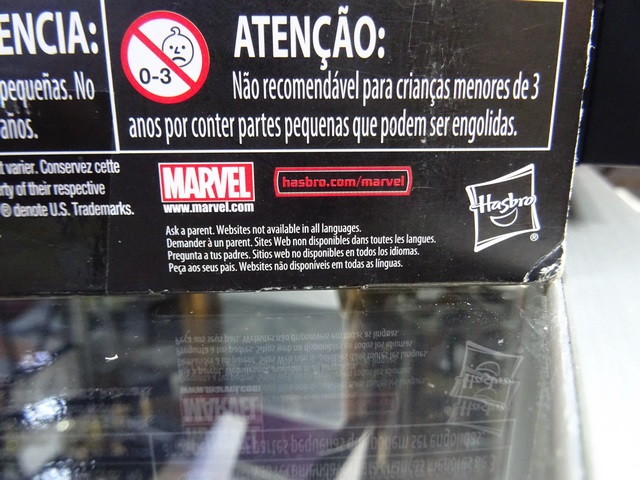 ENCIA:
pequeñas. No
años.
0-3
ATENÇÃO:
Não recomendável para crianças menores de 3
anos por conter partes pequenas que podem ser engolidas.
t varier. Conservez cette
erty of their respective
® denote U.S. Trademarks.
MARVEL
www.marvel.com
hasbro.com/marvel
Hasbro
®
Ask a parent. Websites not available in all languages.
Demander à un parent. Sites Web non disponibles dans toutes les langues.
Pregunta a tus padres. Sitios web no disponibles en todos los idiomas.
Peça aos seus pais. Websites não disponíveis em todas as línguas.